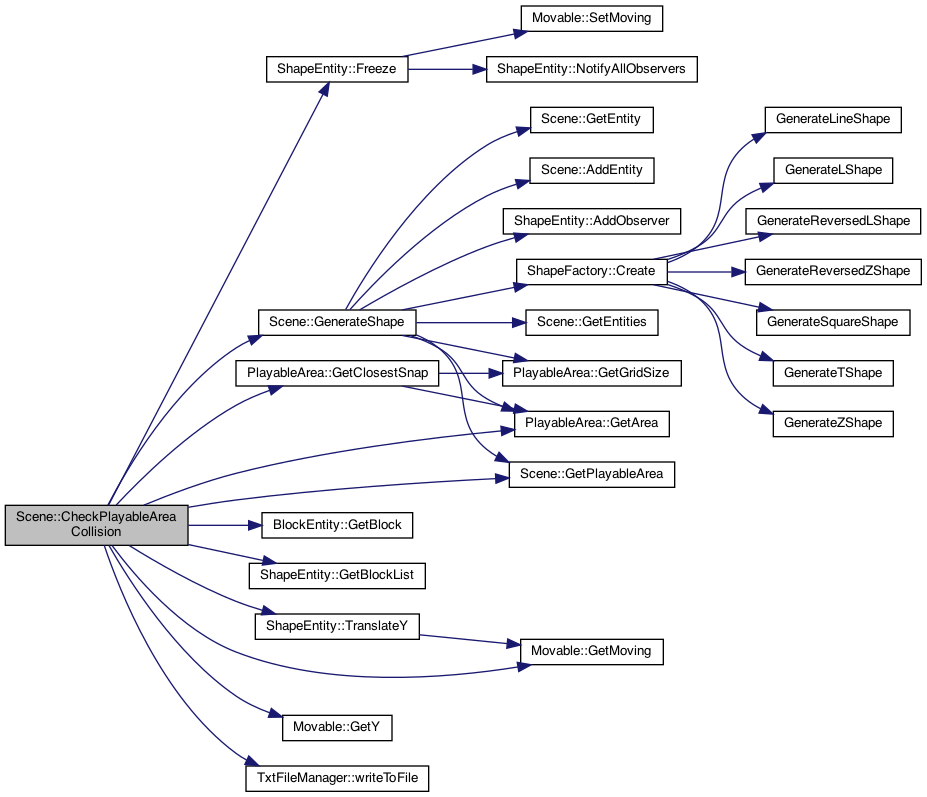 Movable::SetMoving
ShapeEntity::Freeze
ShapeEntity::NotifyAllObservers
Scene::GetEntity
GenerateLineShape
Scene::AddEntity
GenerateLShape
ShapeEntity::AddObserver
GenerateReversedLShape
ShapeFactory::Create
GenerateReversedZShape
Scene::GenerateShape
Scene::GetEntities
GenerateSquareShape
PlayableArea::GetClosestSnap
PlayableArea::GetGridSize
GenerateTShape
PlayableArea::GetArea
GenerateZShape
Scene::GetPlayableArea
Scene::CheckPlayableArea
Collision
BlockEntity::GetBlock
ShapeEntity::GetBlockList
ShapeEntity::TranslateY
Movable::GetMoving
Movable::GetY
TxtFileManager::writeToFile